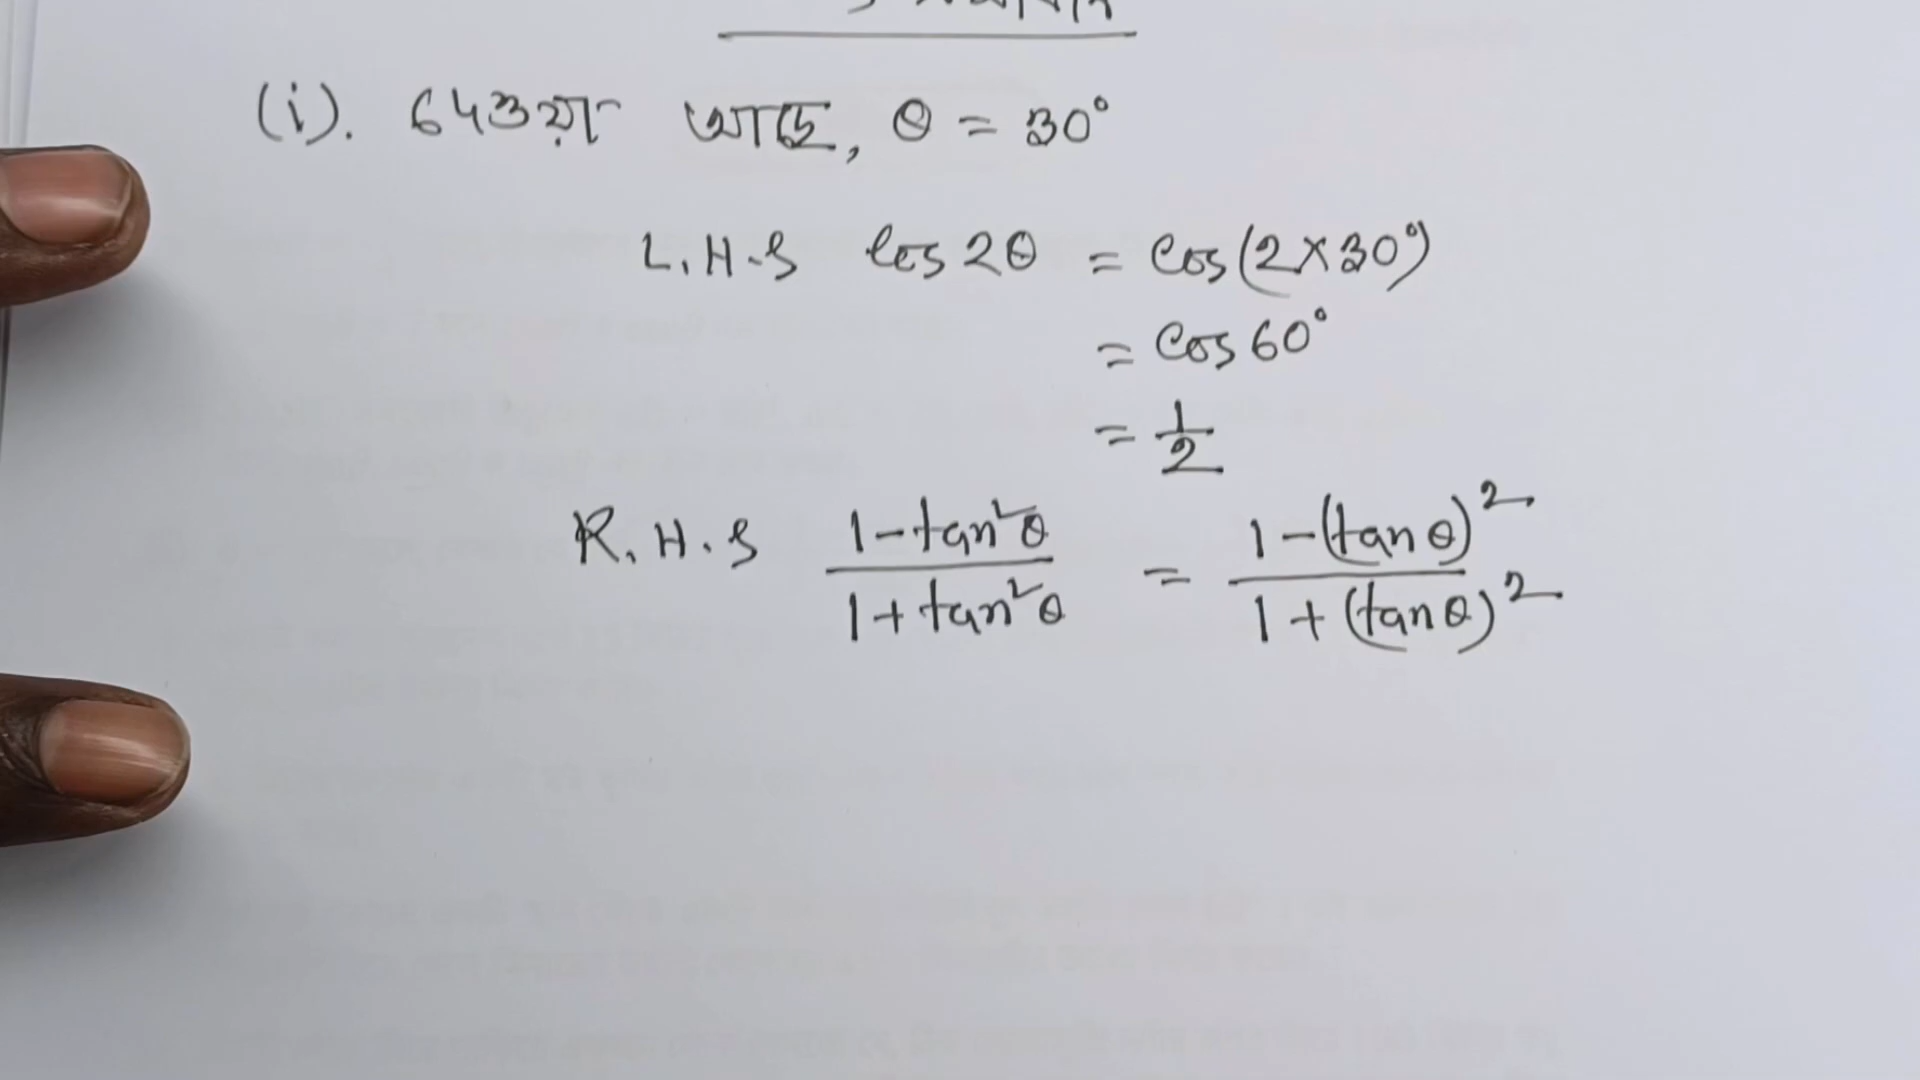 (i). দেওয়া আছে, θ = 30°
L.H.S cos 2θ = cos(2×30°)
= cos 60°
= 1/2
R.H.S (1-tan²θ)/(1+tan²θ) = (1-(tanθ)²)/(1+(tanθ)²)